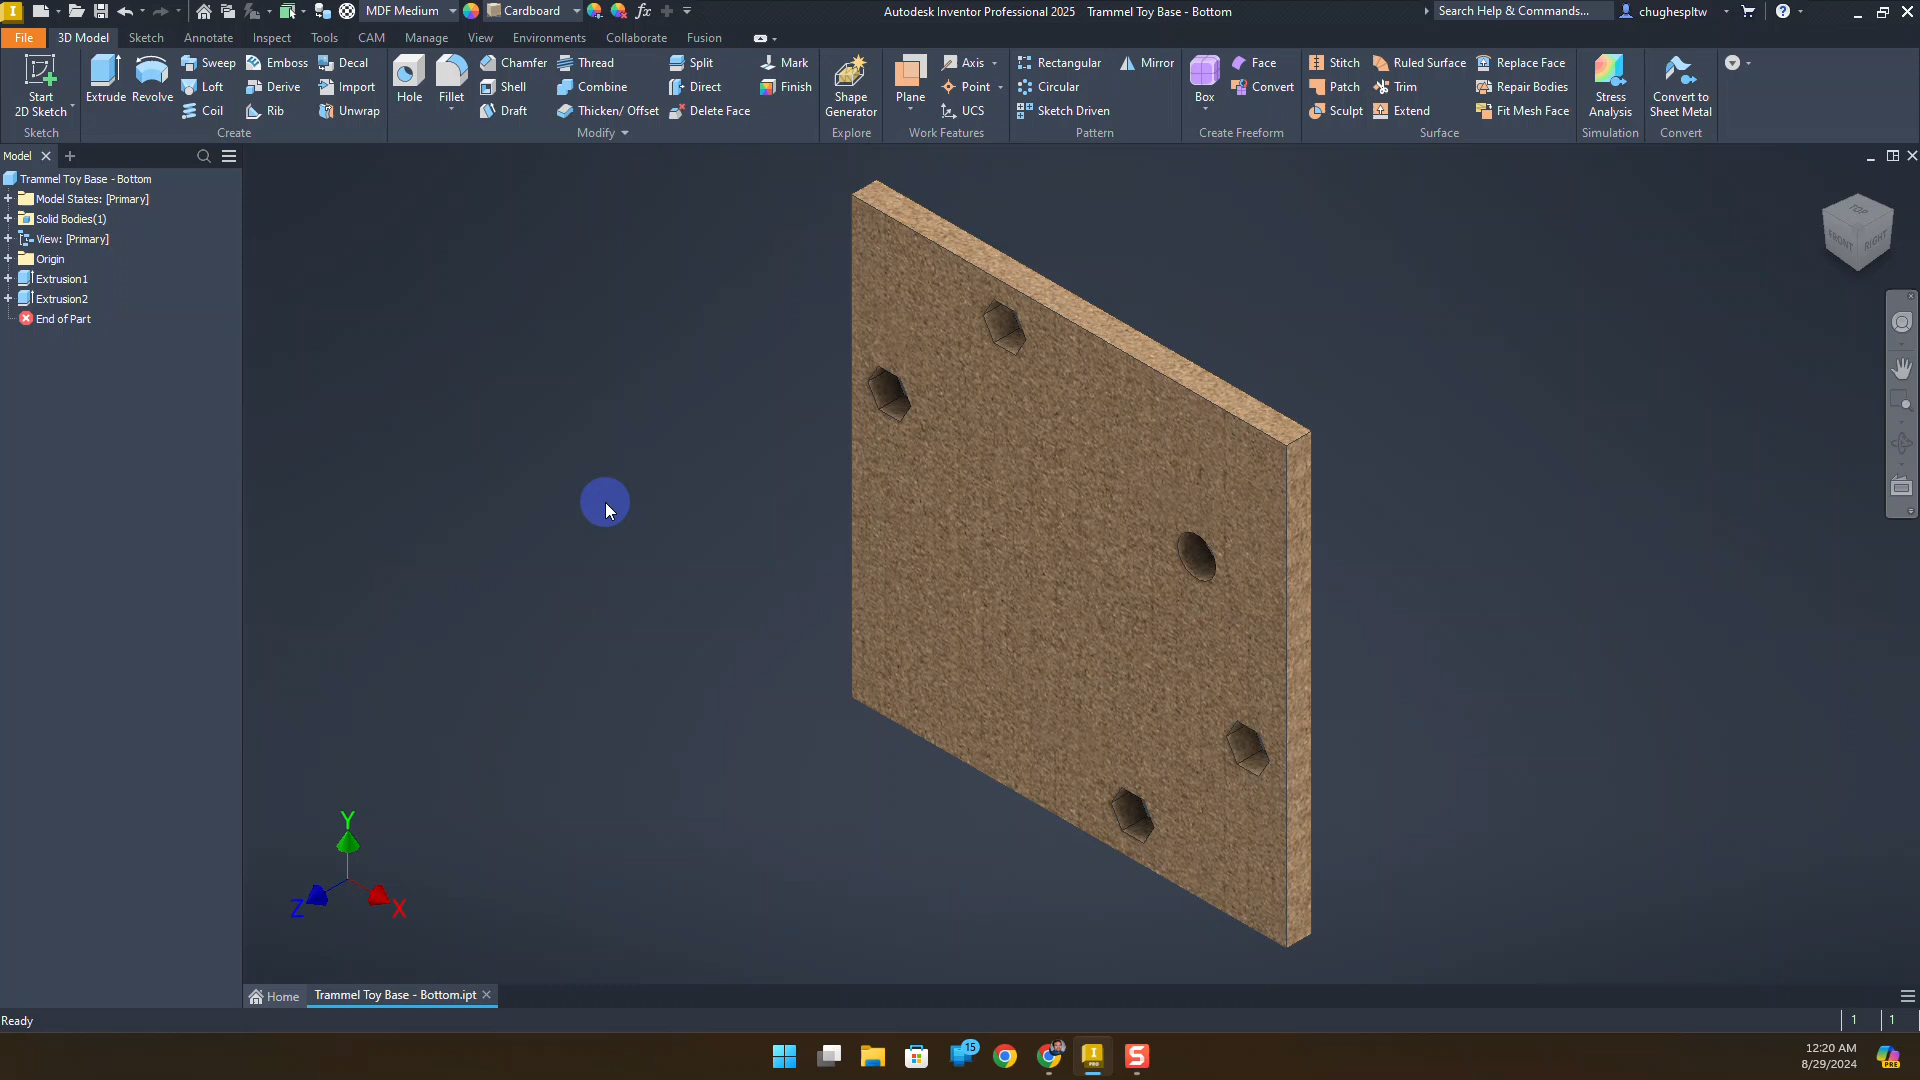 MDF Medium Cardboard fx Autodesk Inventor Professional 2025 Trammel Toy Base - Bottom Search Help & Commands... chughespltw
File 3D Model Sketch Annotate Inspect Tools CAM Manage View Environments Collaborate Fusion
Start
2D Sketch
Sketch
Extrude Revolve
Sweep Emboss Decal
Loft Derive Import
Coil Rib Unwrap
Create
Hole Fillet
Chamfer Thread Split Mark
Shell Combine Direct Finish
Draft Thicken/ Offset Delete Face
Modify
Shape
Generator
Explore
Plane
Axis
Point
UCS
Work Features
Rectangular Mirror
Circular
Sketch Driven
Pattern
Box
Face
Convert
Create Freeform
Stitch Ruled Surface Replace Face
Patch Trim Repair Bodies
Sculpt Extend Fit Mesh Face
Surface
Stress
Analysis
Simulation
Convert to
Sheet Metal
Convert
Model
Trammel Toy Base - Bottom
Model States: [Primary]
Solid Bodies(1)
View: [Primary]
Origin
Extrusion1
Extrusion2
End of Part
TOP
FRONT RIGHT
Y
Z X
Home Trammel Toy Base - Bottom.ipt
Ready 1 1
15
12:20 AM
8/29/2024